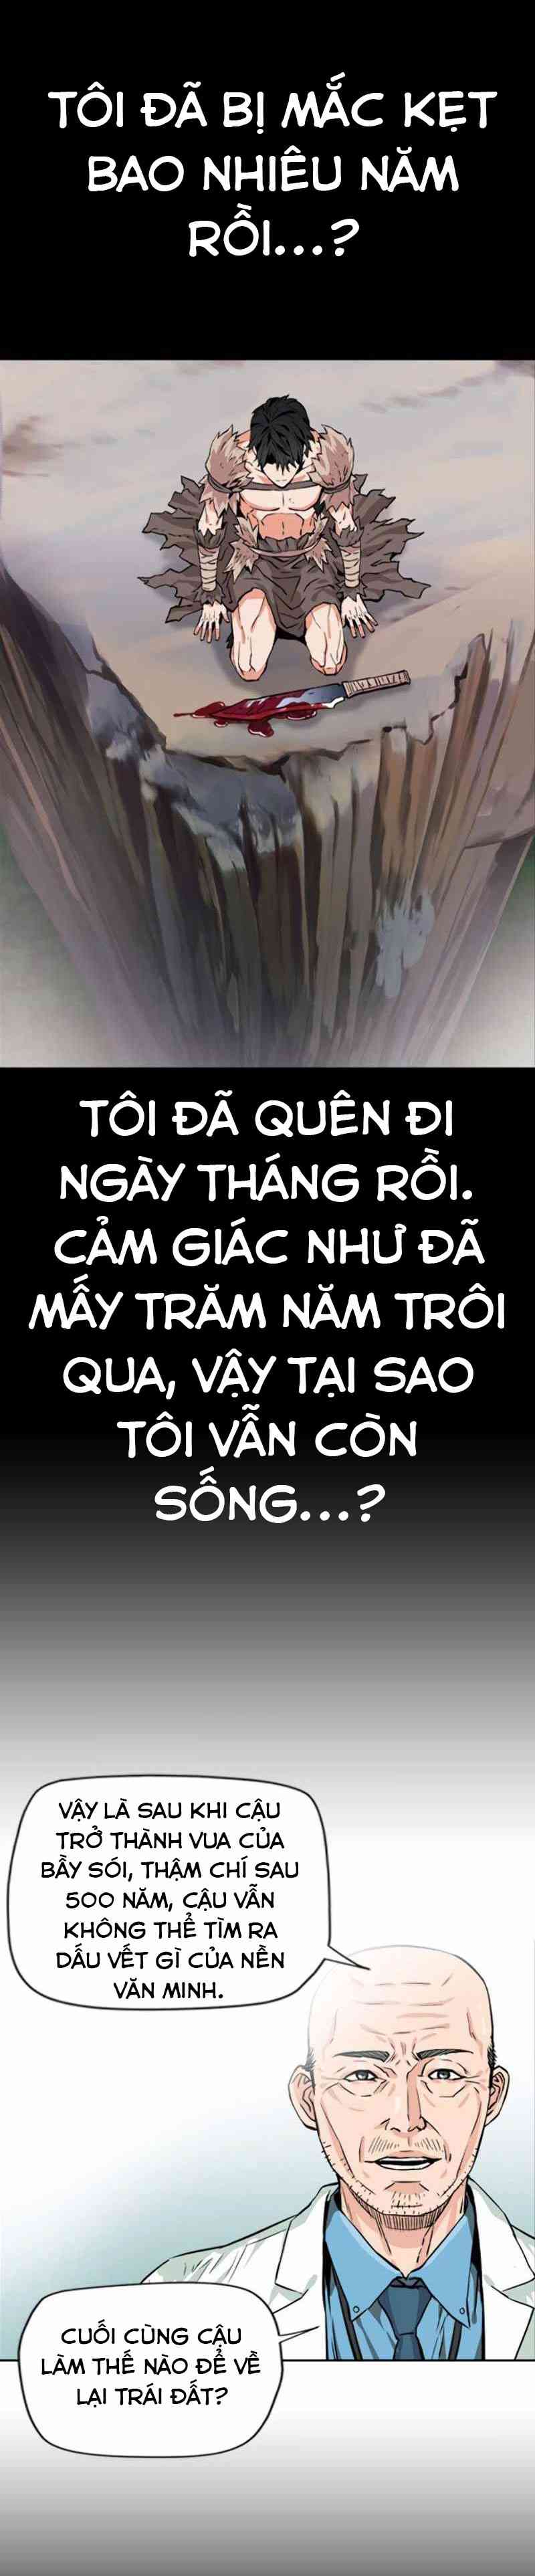 TÔI ĐÃ BỊ MẮC KẸT
BAO NHIÊU NĂM
RỒI...?
TÔI ĐÃ QUÊN ĐI
NGÀY THÁNG RỒI.
CẢM GIÁC NHƯ ĐÃ
MẤY TRĂM NĂM TRÔI
QUA, VẬY TẠI SAO
TÔI VẪN CÒN
SỐNG...?
VẬY LÀ SAU KHI CẬU
TRỞ THÀNH VUA CỦA
BẦY SÓI, THẬM CHÍ SAU
500 NĂM, CẬU VẪN
KHÔNG THỂ TÌM RA
DẤU VẾT GÌ CỦA NỀN
VĂN MINH.
CUỐI CÙNG CẬU
LÀM THẾ NÀO ĐỂ VỀ
LẠI TRÁI ĐẤT?